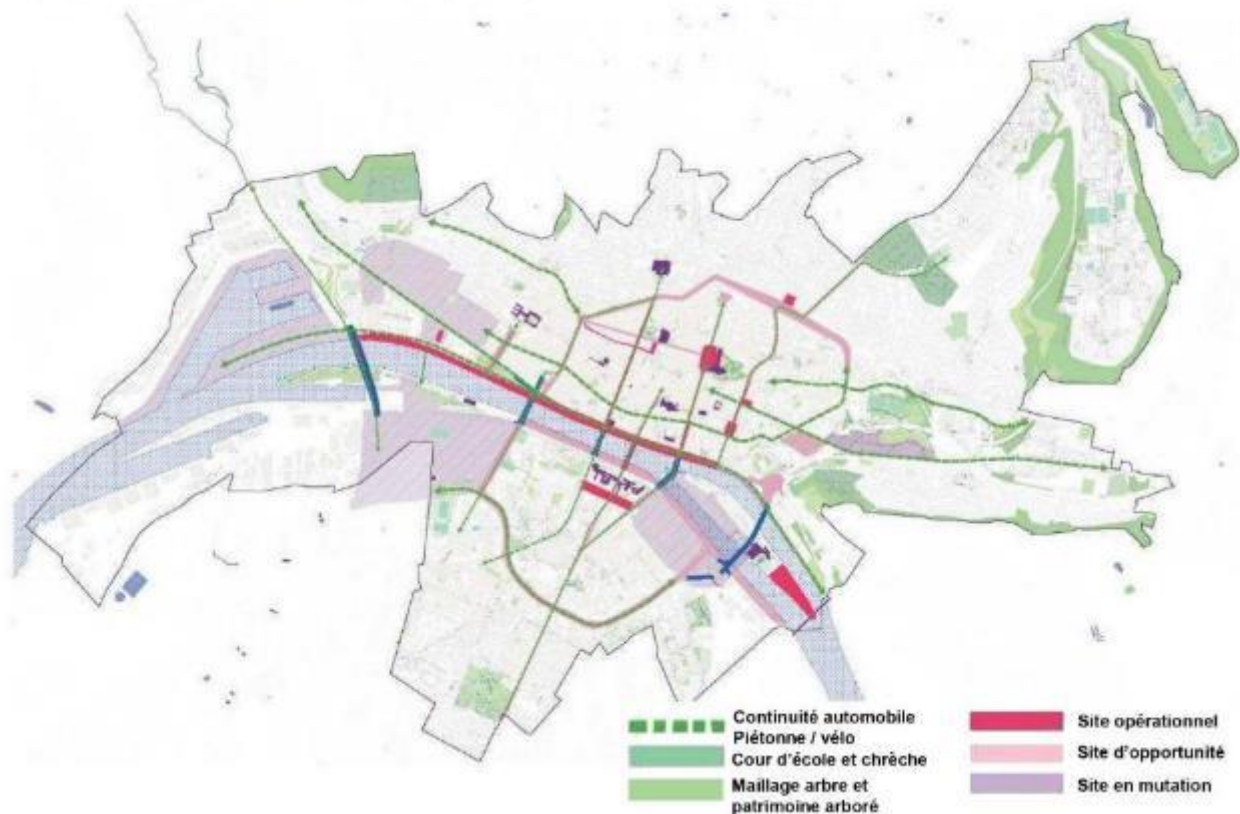 Continuité automobile
Piétonne / vélo
Cour d'école et chrèche
Maillage arbre et
patrimoine arboré
Site opérationnel
Site d'opportunité
Site en mutation